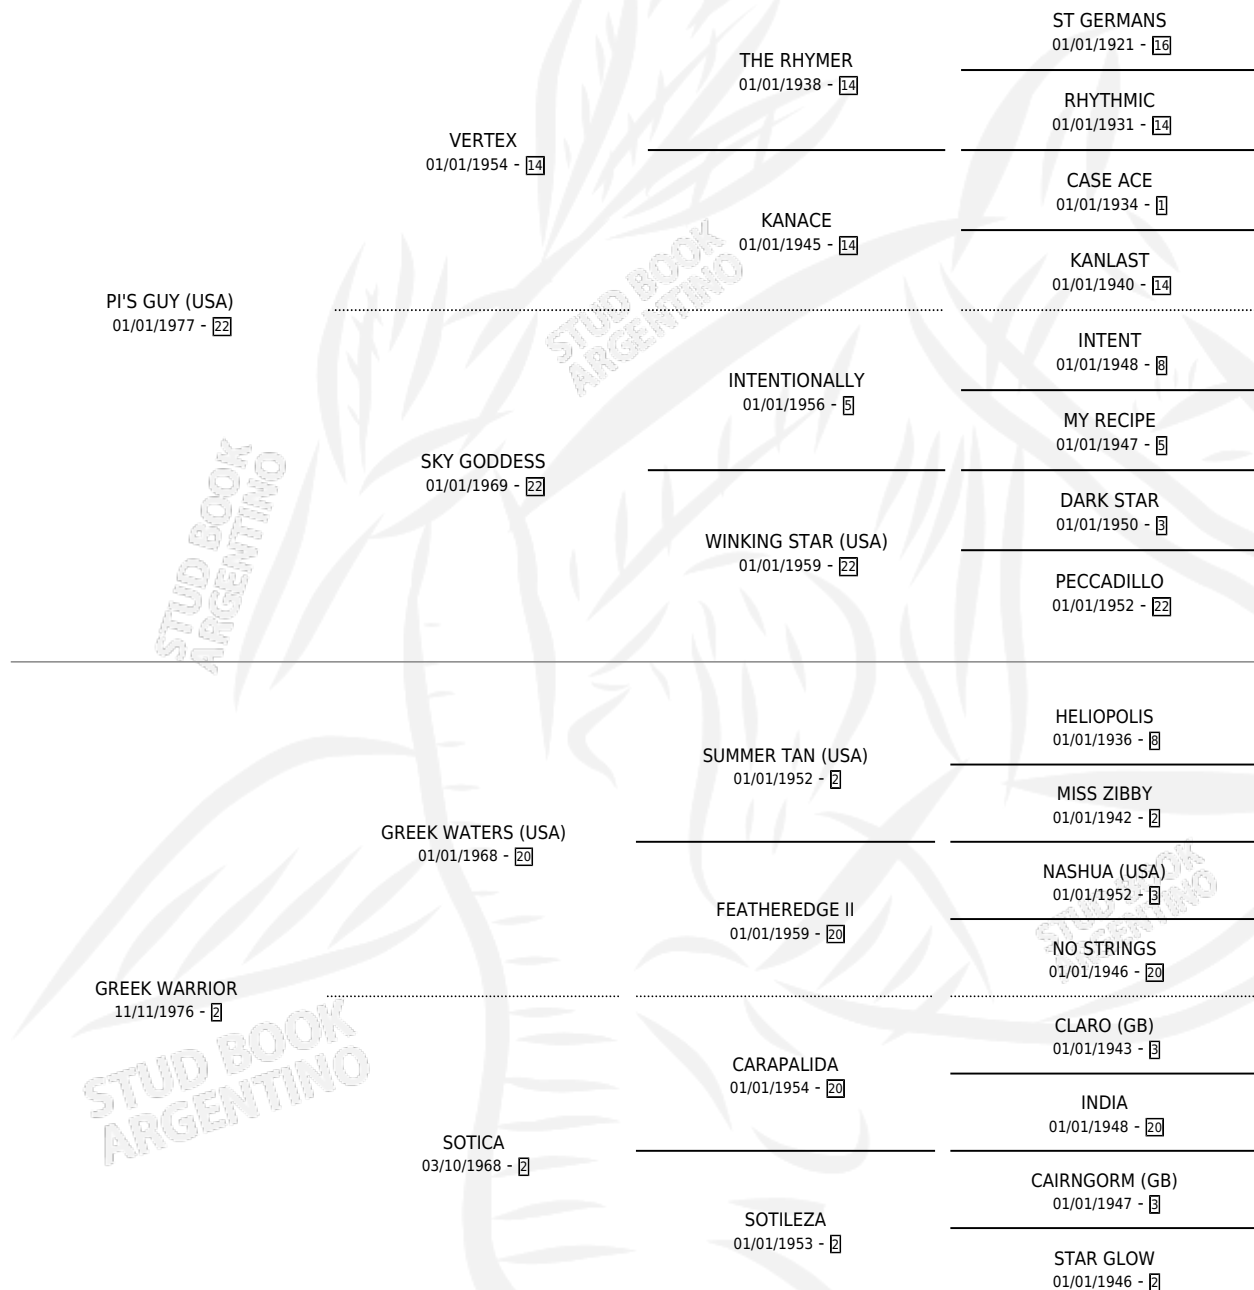 ST GERMANS
01/01/1921 - 16
THE RHYMER
01/01/1938 - 14
RHYTHMIC
01/01/1931 - 14
VERTEX
01/01/1954 - 14
CASE ACE
01/01/1934 - 1
KANACE
01/01/1945 - 14
KANLAST
01/01/1940 - 14
PI'S GUY (USA)
01/01/1977 - 22
INTENT
01/01/1948 - 8
INTENTIONALLY
01/01/1956 - 5
MY RECIPE
01/01/1947 - 5
SKY GODDESS
01/01/1969 - 22
DARK STAR
01/01/1950 - 3
WINKING STAR (USA)
01/01/1959 - 22
PECCADILLO
01/01/1952 - 22
HELIOPOLIS
01/01/1936 - 8
SUMMER TAN (USA)
01/01/1952 - 2
MISS ZIBBY
01/01/1942 - 2
GREEK WATERS (USA)
01/01/1968 - 20
NASHUA (USA)
01/01/1952 - 3
FEATHEREDGE II
01/01/1959 - 20
NO STRINGS
01/01/1946 - 20
GREEK WARRIOR
11/11/1976 - 2
CLARO (GB)
01/01/1943 - 3
CARAPALIDA
01/01/1954 - 20
INDIA
01/01/1948 - 20
SOTICA
03/10/1968 - 2
CAIRNGORM (GB)
01/01/1947 - 3
SOTILEZA
01/01/1953 - 2
STAR GLOW
01/01/1946 - 2
STUD BOOK
ARGENTINO
STUD BOOK
ARGENTINO
STUD BOOK
ARGENTINO
STUD BOOK
ARGENTINO